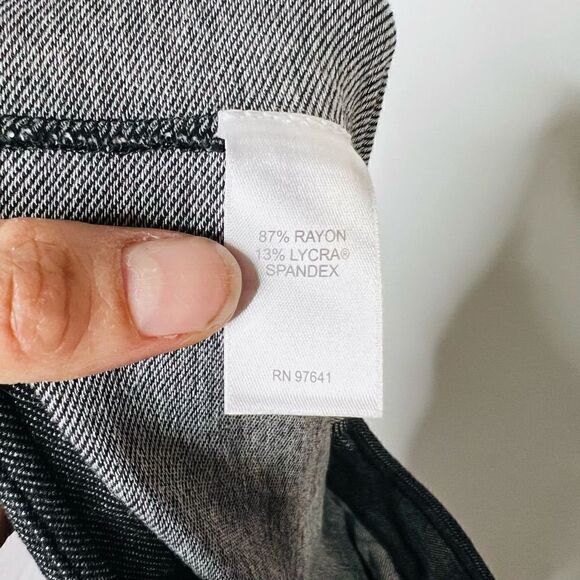 87% RAYON
13% LYCRA®
SPANDEX
RN 97641